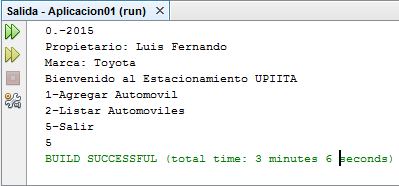 Salida - Aplicacion01 (run)
0.-2015
Propietario: Luis Fernando
Marca: Toyota
Bienvenido al Estacionamiento UPIITA
1-Agregar Automovil
2-Listar Automoviles
5-Salir
5
BUILD SUCCESSFUL (total time: 3 minutes 6 seconds)